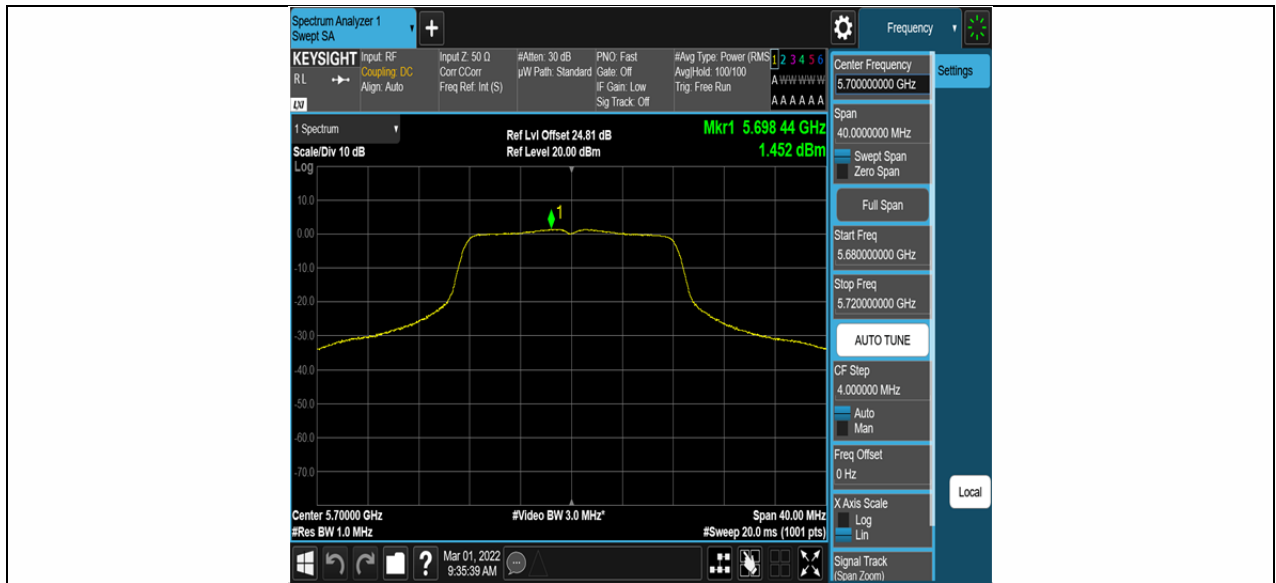 Spectrum Analyzer 1
Swept SA
+
Frequency
KEYSIGHT
RL
LXI
Input: RF
Coupling: DC
Align: Auto
Input Z: 50 Ω
Corr CCorr
Freq Ref: Int (S)
#Atten: 30 dB
µW Path: Standard
PNO: Fast
Gate: Off
IF Gain: Low
Sig Track: Off
#Avg Type: Power (RMS
Avg|Hold: 100/100
Trig: Free Run
1 2 3 4 5 6
A W W W W W
A A A A A A
1 Spectrum
Scale/Div 10 dB
Ref Lvl Offset 24.81 dB
Ref Level 20.00 dBm
Mkr1 5.698 44 GHz
1.452 dBm
Log
10.0
0.00
-10.0
-20.0
-30.0
-40.0
-50.0
-60.0
-70.0
1
Center 5.70000 GHz
#Res BW 1.0 MHz
#Video BW 3.0 MHz*
Span 40.00 MHz
#Sweep 20.0 ms (1001 pts)
?
Mar 01, 2022
9:35:39 AM
Center Frequency
5.700000000 GHz
Settings
Span
40.0000000 MHz
Swept Span
Zero Span
Full Span
Start Freq
5.680000000 GHz
Stop Freq
5.720000000 GHz
AUTO TUNE
CF Step
4.000000 MHz
Auto
Man
Freq Offset
0 Hz
X Axis Scale
Log
Lin
Local
Signal Track
(Span Zoom)